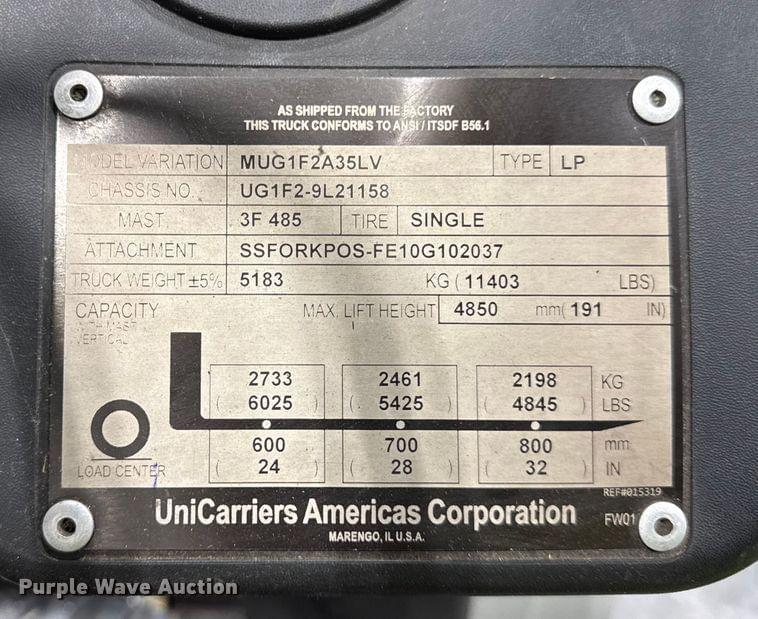 AS SHIPPED FROM THE FACTORY
THIS TRUCK CONFORMS TO ANSI / ITSDF B56.1
MODEL VARIATION MUG1F2A35LV TYPE LP
CHASSIS NO. UG1F2-9L21158
MAST 3F 485 TIRE SINGLE
ATTACHMENT SSFORKPOS-FE10G102037
TRUCK WEIGHT ±5% 5183 KG ( 11403 LBS)
CAPACITY MAX. LIFT HEIGHT 4850 mm( 191 IN)
WITH MAST
VERTICAL
2733 2461 2198 KG
( 6025 ) ( 5425 ) ( 4845 ) LBS
600 700 800 mm
LOAD CENTER ( 24 ) ( 28 ) ( 32 ) IN
REF#015319
UniCarriers Americas Corporation FW01
MARENGO, IL U.S.A.
Purple Wave Auction